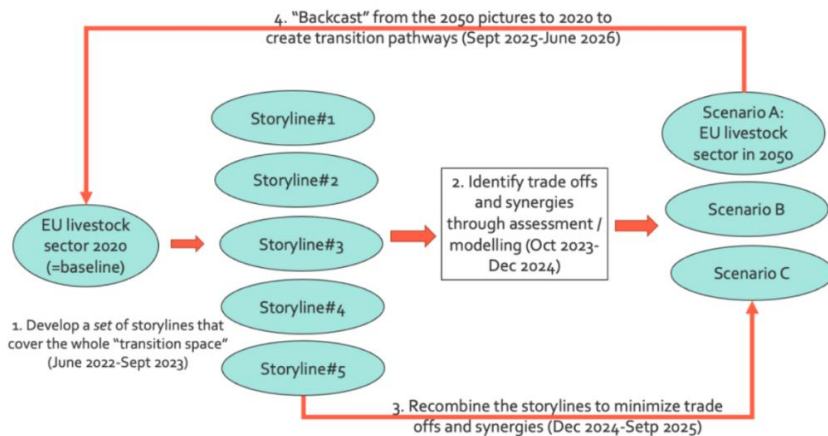 4. “Backcast” from the 2050 pictures to 2020 to
create transition pathways (Sept 2025-June 2026)
Storyline#1
Storyline#2
Storyline#3
Storyline#4
Storyline#5
EU livestock
sector 2020
(=baseline)
1. Develop a set of storylines that
cover the whole “transition space”
(June 2022-Sept 2023)
2. Identify trade offs
and synergies
through assessment /
modelling (Oct 2023-
Dec 2024)
Scenario A:
EU livestock
sector in 2050
Scenario B
Scenario C
3. Recombine the storylines to minimize trade
offs and synergies (Dec 2024-Setp 2025)